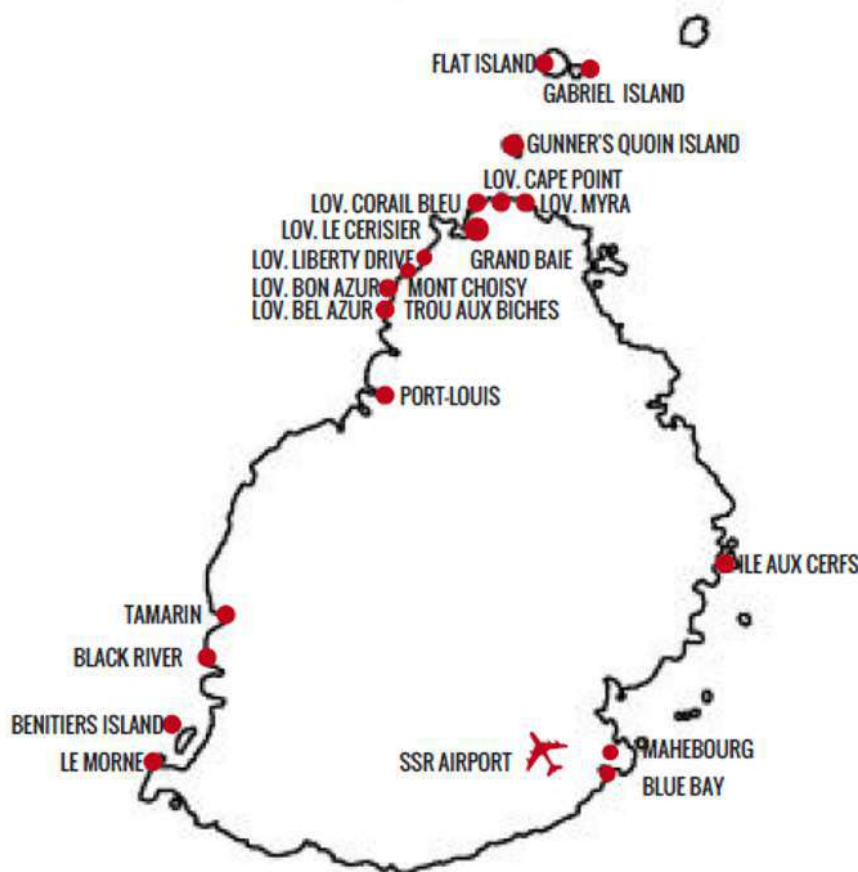 FLAT ISLAND
GABRIEL ISLAND
GUNNER'S QUOIN ISLAND
LOV. CAPE POINT
LOV. CORAIL BLEU
LOV. MYRA
LOV. LE CERISIER
GRAND BAIE
LOV. LIBERTY DRIVE
LOV. BON AZUR
MONT CHOISY
LOV. BEL AZUR
TROU AUX BICHES
PORT-LOUIS
ILE AUX CERFS
TAMARIN
BLACK RIVER
BENITIERS ISLAND
LE MORNE
SSR AIRPORT
MAHEBOURG
BLUE BAY